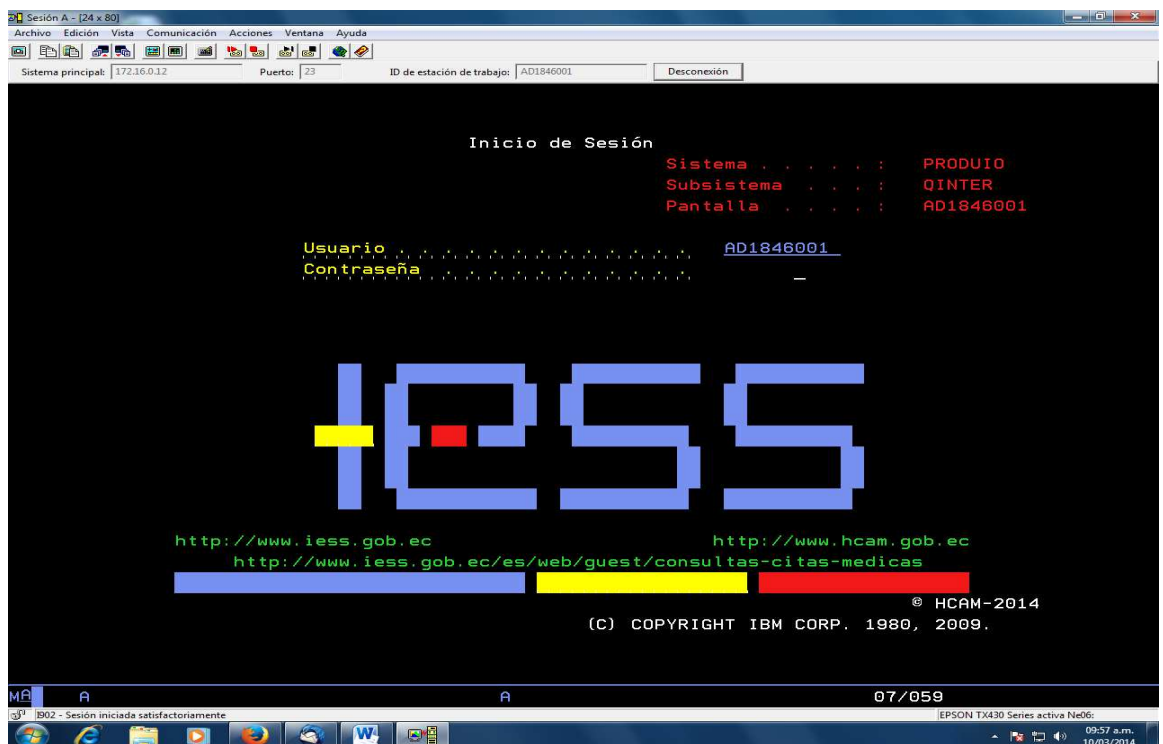 Sesión A - [24 x 80]
Archivo Edición Vista Comunicación Acciones Ventana Ayuda
Sistema principal: 172.16.0.12 Puerto: 23 ID de estación de trabajo: AD1846001 Desconexión
Inicio de Sesión
Sistema . . . . . : PRODUIO
Subsistema . . . : QINTER
Pantalla . . . . : AD1846001
Usuario . . . . . . . . . . . . . AD1846001
Contraseña . . . . . . . . . . .
IESS
http://www.iess.gob.ec http://www.hcam.gob.ec
http://www.iess.gob.ec/es/web/guest/consultas-citas-medicas
© HCAM-2014
(C) COPYRIGHT IBM CORP. 1980, 2009.
MA A A 07/059
I902 - Sesión iniciada satisfactoriamente EPSON TX430 Series activa Ne06:
09:57 a.m.
10/03/2014